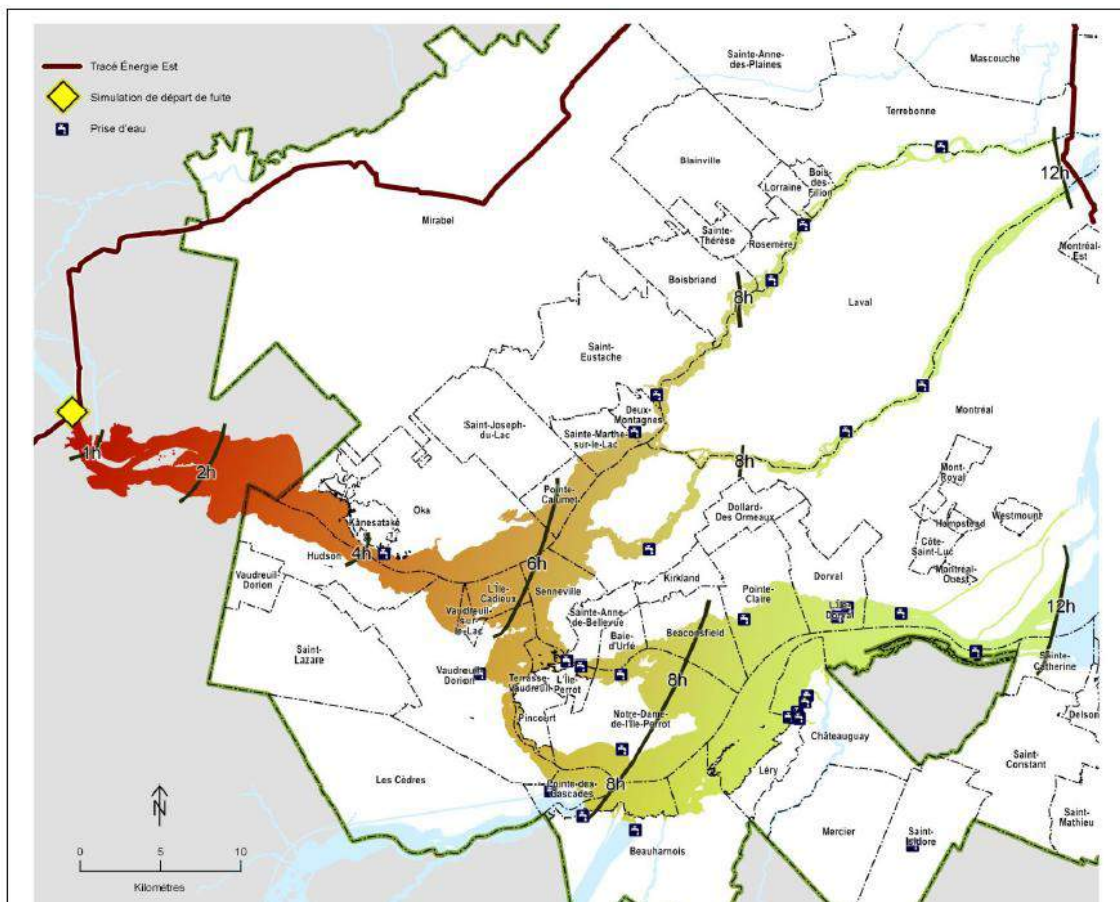 Tracé Énergie Est
Simulation de départ de fuite
Prise d'eau
Sainte-Anne-
des-Plaines
Mascouche
Terrebonne
Blainville
Lorraine
Bois-
des-
Filion
12h
Mirabel
Sainte-
Thérèse
Rosemère
Montréal-
Est
Boisbriand
8h
Laval
Saint-
Eustache
Deux-
Montagnes
Montréal
Saint-Joseph-
du-Lac
Sainte-Marthe-
sur-le-Lac
1h
2h
8h
Mont-
Royal
Pointe-
Calumet
Dollard-
Des Ormeaux
Oka
Kanesatake
Hampstead
Westmount
Côte-
Saint-Luc
Montréal-
Ouest
Hudson
4h
6h
Kirkland
Vaudreuil-
Dorion
L'Île-
Cadieux
Senneville
Pointe-
Claire
Dorval
L'Île-
Dorval
12h
Vaudreuil-
sur-
le-Lac
Sainte-Anne-
de-Bellevue
Baie-
d'Urfé
Beaconsfield
Saint-
Lazare
Sainte-
Catherine
Vaudreuil-
Dorion
Terrasse-
Vaudreuil
L'Île-
Perrot
8h
Notre-Dame-
de-l'Île-Perrot
Pincourt
Delson
Châteauguay
Saint-
Constant
Les Cèdres
Pointe-des-
Cascades
8h
Léry
Saint-
Mathieu
Mercier
Saint-
Isidore
Beauharnois
N
0 5 10
Kilomètres